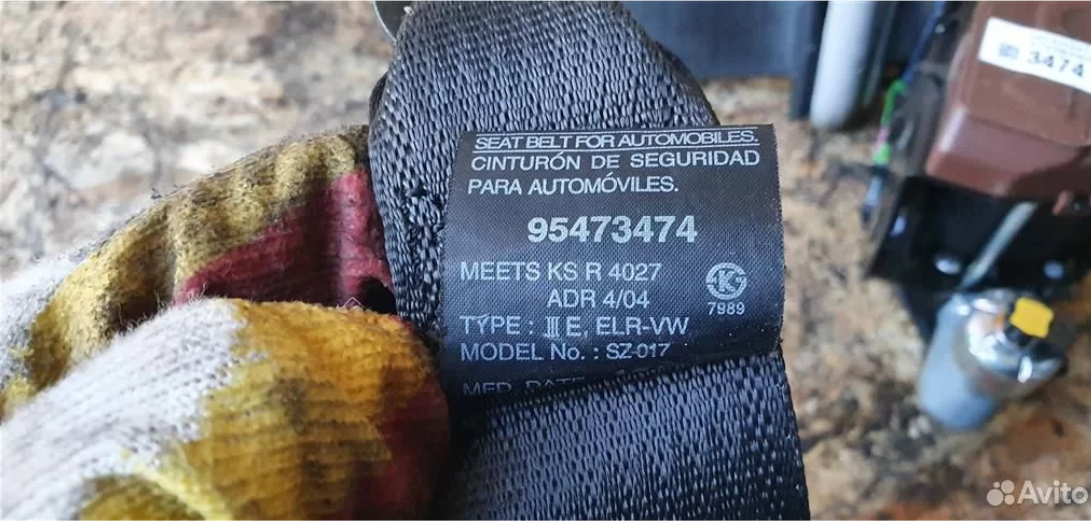 3474
SEAT BELT FOR AUTOMOBILES.
CINTURÓN DE SEGURIDAD
PARA AUTOMÓVILES.
95473474
MEETS KS R 4027
ADR 4/04
K
7989
TYPE : III E, ELR-VW
MODEL No. : SZ-017
Avito